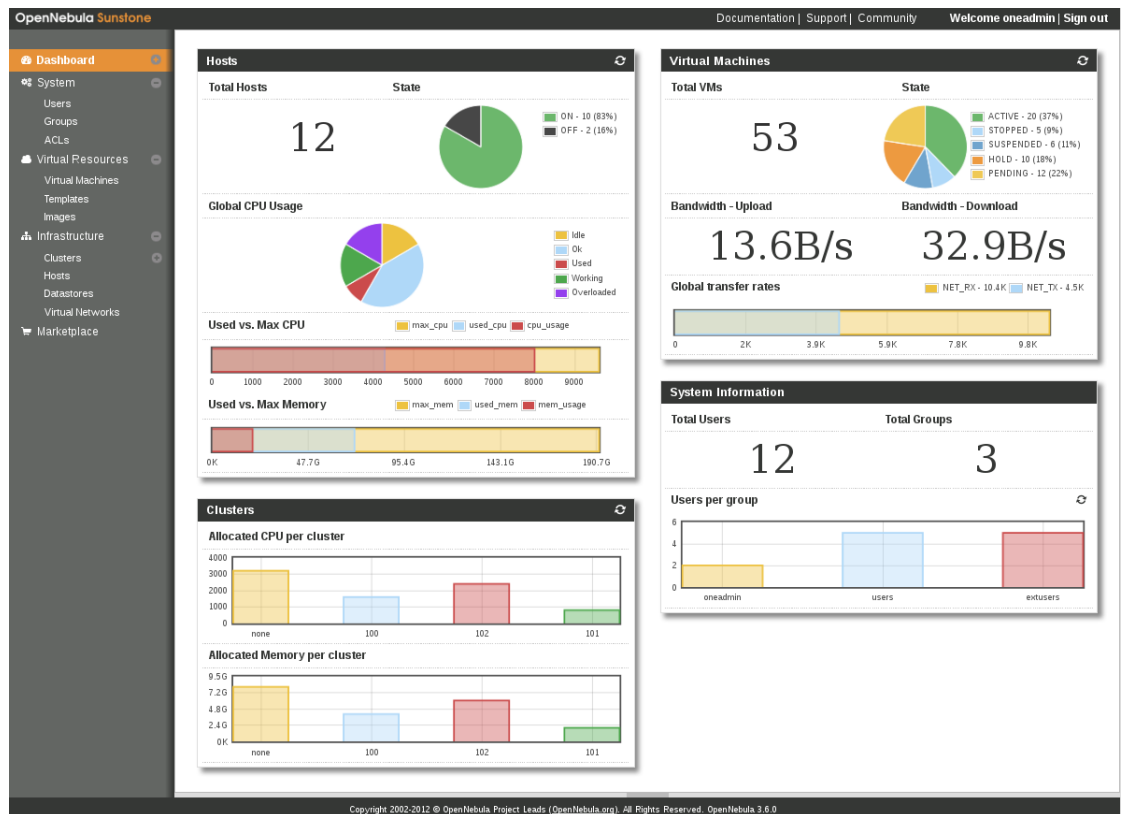 OpenNebula Sunstone
Documentation | Support | Community Welcome oneadmin | Sign out
Dashboard
System
Users
Groups
ACLs
Virtual Resources
Virtual Machines
Templates
Images
Infrastructure
Clusters
Hosts
Datastores
Virtual Networks
Marketplace
Hosts
Total Hosts State
12
ON - 10 (83%)
OFF - 2 (16%)
Global CPU Usage
Idle
Ok
Used
Working
Overloaded
Used vs. Max CPU
max_cpu used_cpu cpu_usage
0 1000 2000 3000 4000 5000 6000 7000 8000 9000
Used vs. Max Memory
max_mem used_mem mem_usage
0K 47.7G 95.4G 143.1G 190.7G
Clusters
Allocated CPU per cluster
4000
3000
2000
1000
0
none 100 102 101
Allocated Memory per cluster
9.5G
7.2G
4.8G
2.4G
0K
none 100 102 101
Virtual Machines
Total VMs State
53
ACTIVE - 20 (37%)
STOPPED - 5 (9%)
SUSPENDED - 6 (11%)
HOLD - 10 (18%)
PENDING - 12 (22%)
Bandwidth - Upload Bandwidth - Download
13.6B/s 32.9B/s
Global transfer rates
NET_RX - 10.4K NET_TX - 4.5K
0 2K 3.9K 5.9K 7.8K 9.8K
System Information
Total Users Total Groups
12 3
Users per group
6
4
2
0
oneadmin users extusers
Copyright 2002-2012 © OpenNebula Project Leads (OpenNebula.org). All Rights Reserved. OpenNebula 3.6.0